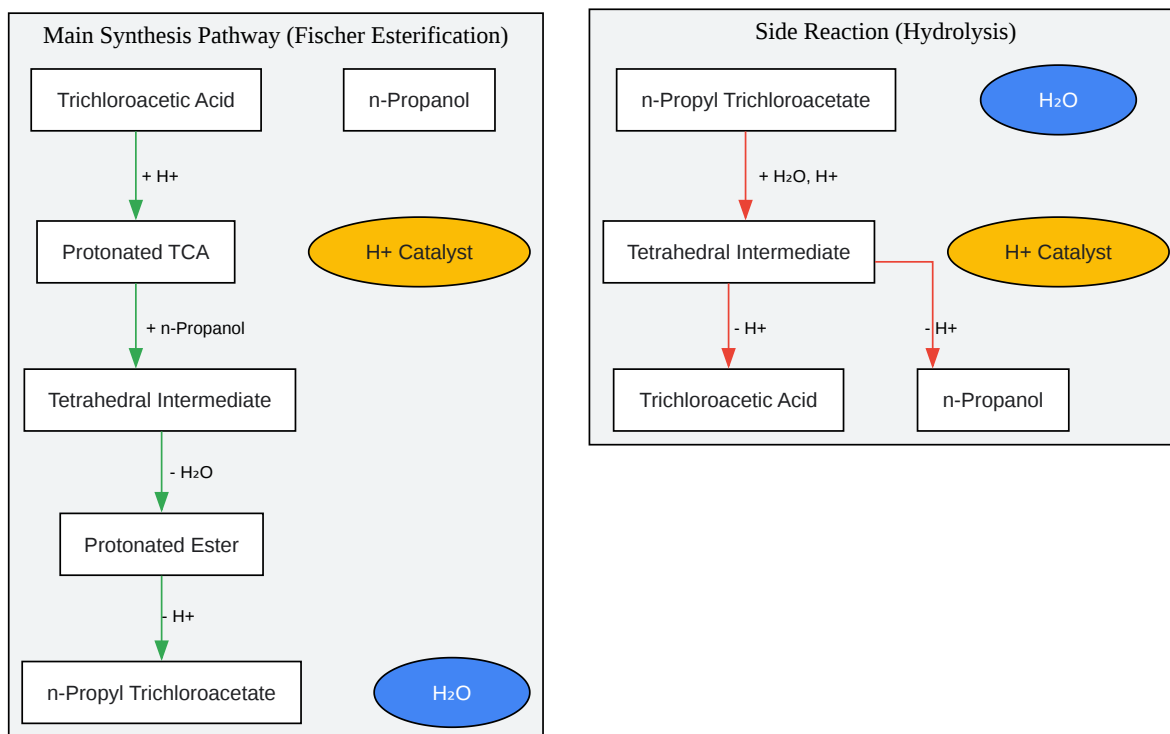 Main Synthesis Pathway (Fischer Esterification)
Trichloroacetic Acid
n-Propanol
+ H+
Protonated TCA
H+ Catalyst
+ n-Propanol
Tetrahedral Intermediate
- H₂O
Protonated Ester
- H+
n-Propyl Trichloroacetate
H₂O
Side Reaction (Hydrolysis)
n-Propyl Trichloroacetate
H₂O
+ H₂O, H+
Tetrahedral Intermediate
H+ Catalyst
- H+
- H+
Trichloroacetic Acid
n-Propanol